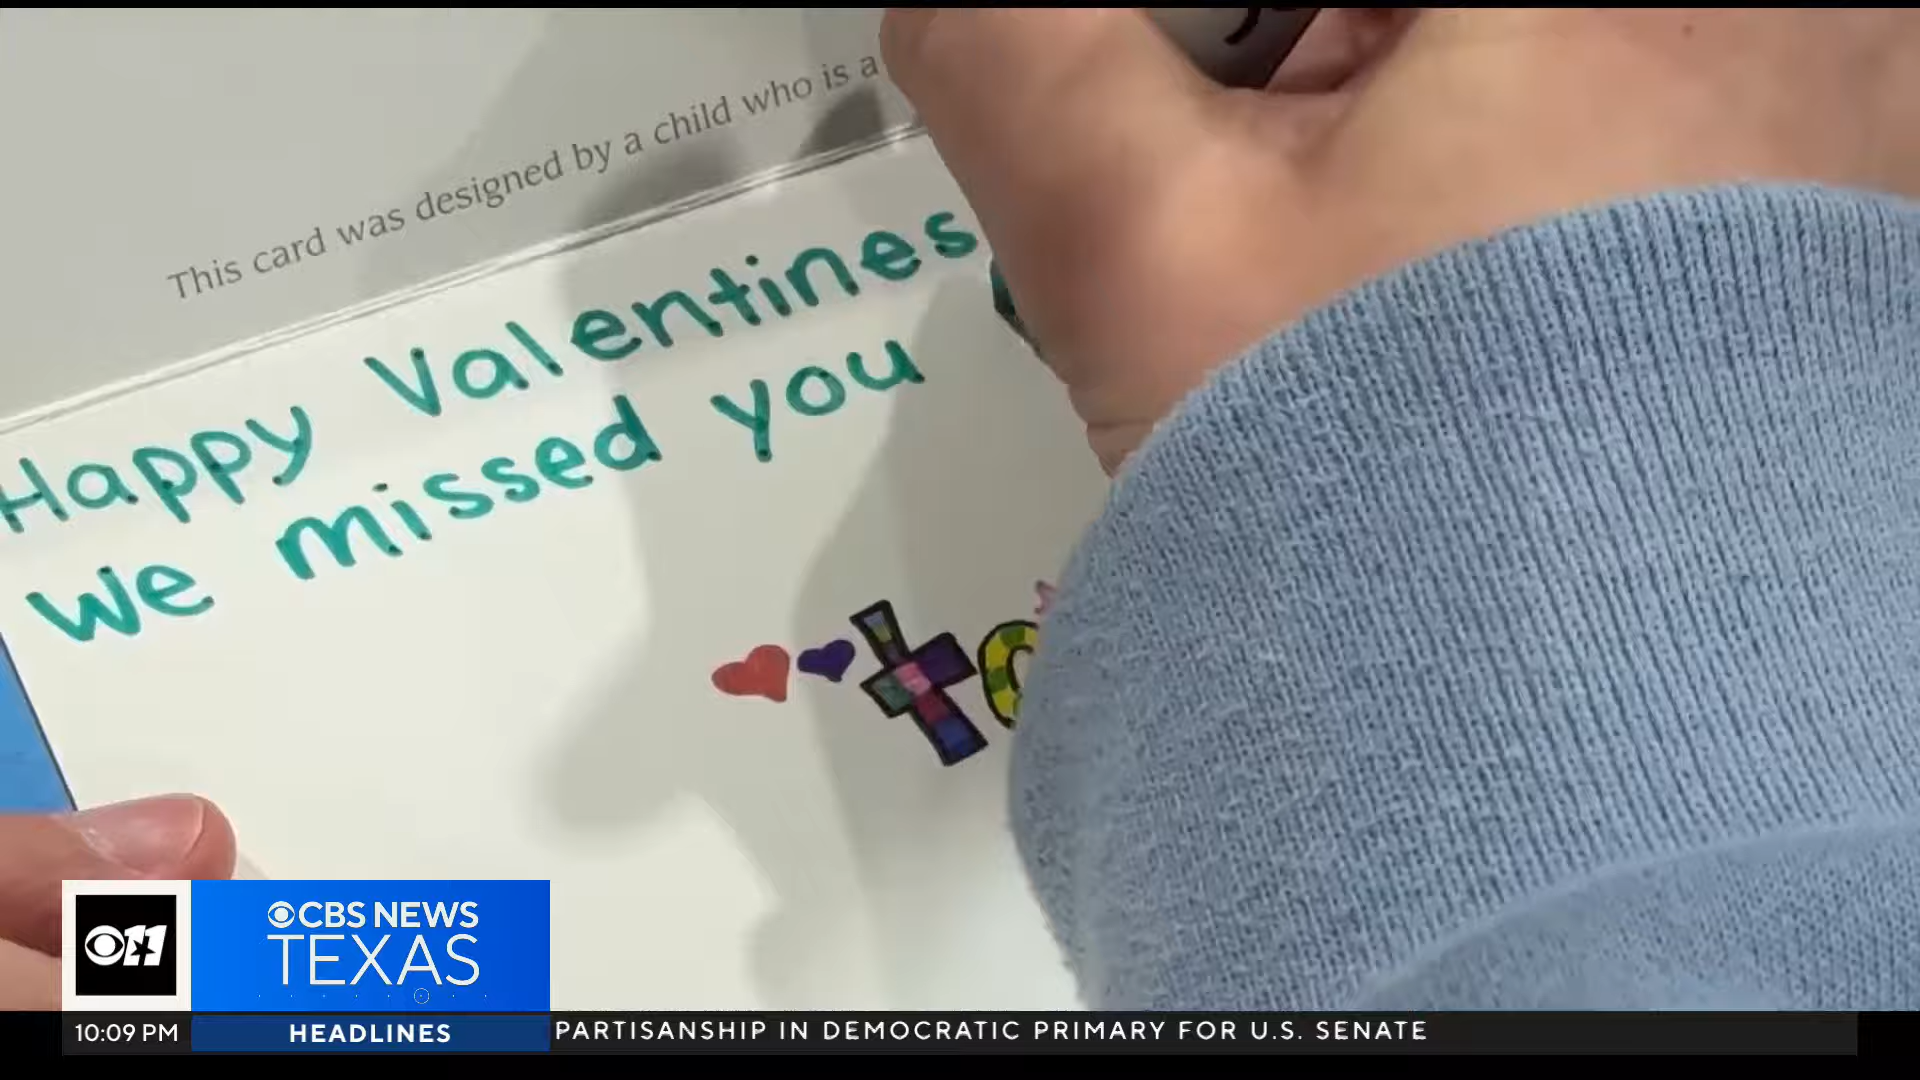 This card was designed by a child who is a
Happy Valentines
We missed you
11
CBS NEWS
TEXAS
10:09 PM
HEADLINES
PARTISANSHIP IN DEMOCRATIC PRIMARY FOR U.S. SENATE